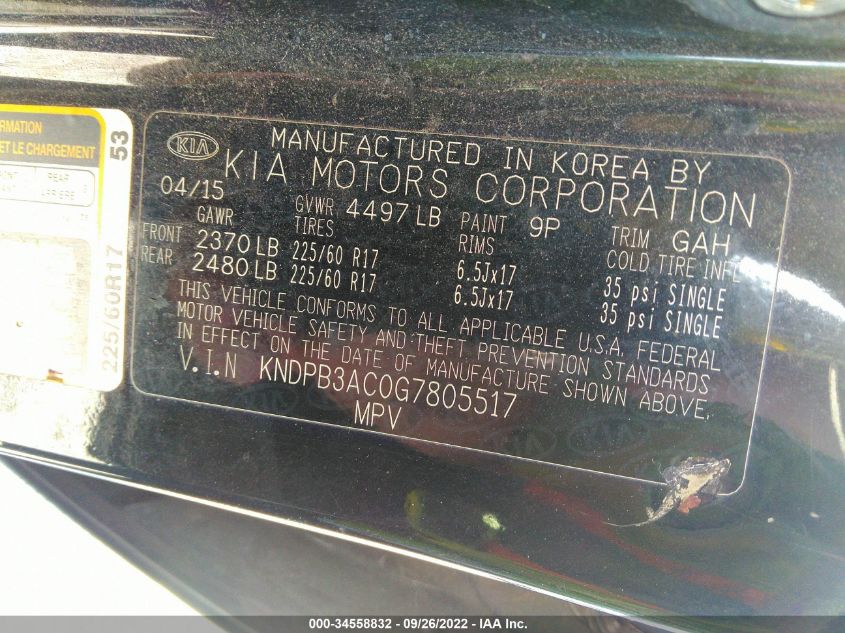 RMATION
ET LE CHARGEMENT
53
REAR
225/60R17
KIA
MANUFACTURED IN KOREA BY
KIA MOTORS CORPORATION
04/15 GVWR 4497 LB PAINT 9P TRIM GAH
GAWR TIRES RIMS COLD TIRE INFL
FRONT 2370 LB 225/60 R17 6.5Jx17 35 psi SINGLE
REAR 2480 LB 225/60 R17 6.5Jx17 35 psi SINGLE
THIS VEHICLE CONFORMS TO ALL APPLICABLE U.S.A. FEDERAL
MOTOR VEHICLE SAFETY AND THEFT PREVENTION STANDARDS
IN EFFECT ON THE DATE OF MANUFACTURE SHOWN ABOVE,
V.I.N KNDPB3AC0G7805517
MPV
000-34558832 - 09/26/2022 - IAA Inc.